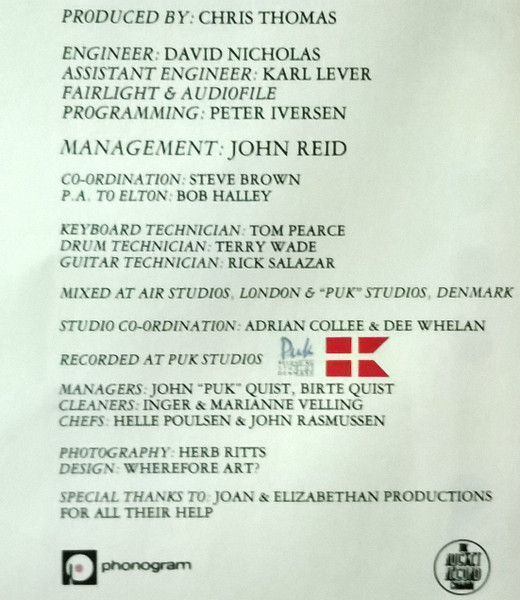 PRODUCED BY: CHRIS THOMAS
ENGINEER: DAVID NICHOLAS
ASSISTANT ENGINEER: KARL LEVER
FAIRLIGHT & AUDIOFILE
PROGRAMMING: PETER IVERSEN
MANAGEMENT: JOHN REID
CO-ORDINATION: STEVE BROWN
P.A. TO ELTON: BOB HALLEY
KEYBOARD TECHNICIAN: TOM PEARCE
DRUM TECHNICIAN: TERRY WADE
GUITAR TECHNICIAN: RICK SALAZAR
MIXED AT AIR STUDIOS, LONDON & "PUK" STUDIOS, DENMARK
STUDIO CO-ORDINATION: ADRIAN COLLEE & DEE WHELAN
RECORDED AT PUK STUDIOS Puk
MANAGERS: JOHN "PUK" QUIST, BIRTE QUIST
CLEANERS: INGER & MARIANNE VELLING
CHEFS: HELLE POULSEN & JOHN RASMUSSEN
PHOTOGRAPHY: HERB RITTS
DESIGN: WHEREFORE ART?
SPECIAL THANKS TO: JOAN & ELIZABETHAN PRODUCTIONS
FOR ALL THEIR HELP
phonogram